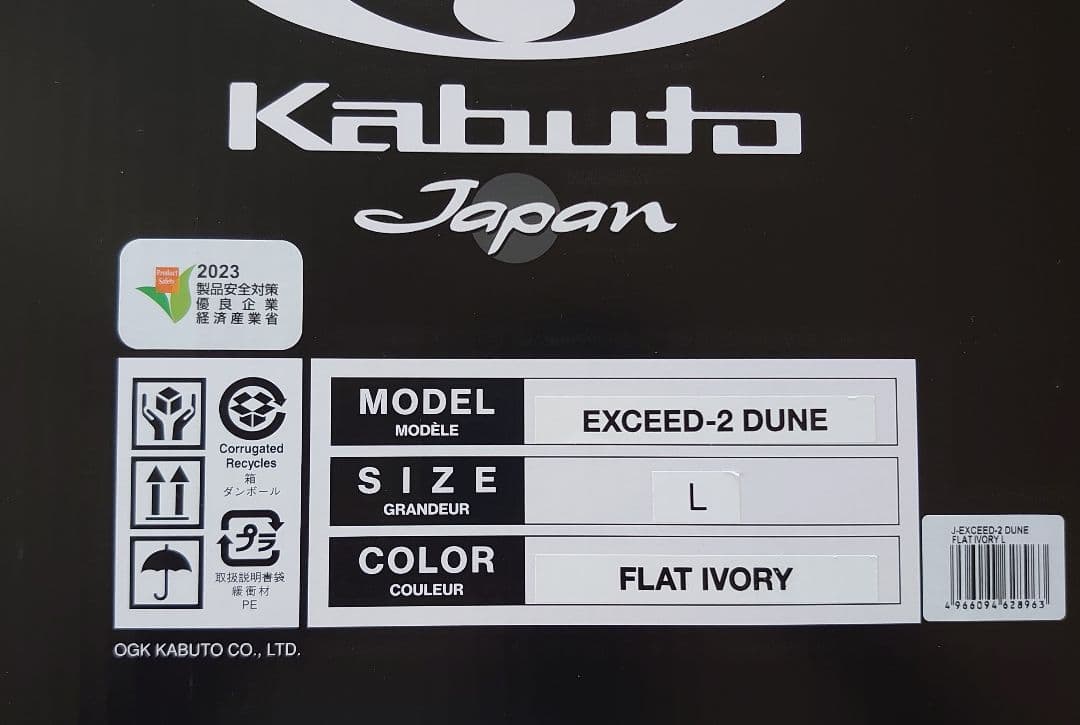 Kabuto
Japan
Product
Safety
2023
製品安全対策
優良企業
経済産業省
Corrugated
Recycles
箱
ダンボール
プラ
取扱説明書袋
緩衝材
PE
MODEL
MODÈLE
EXCEED-2 DUNE
SIZE
GRANDEUR
L
COLOR
COULEUR
FLAT IVORY
J-EXCEED-2 DUNE
FLAT IVORY L
4 966094 628963
OGK KABUTO CO., LTD.